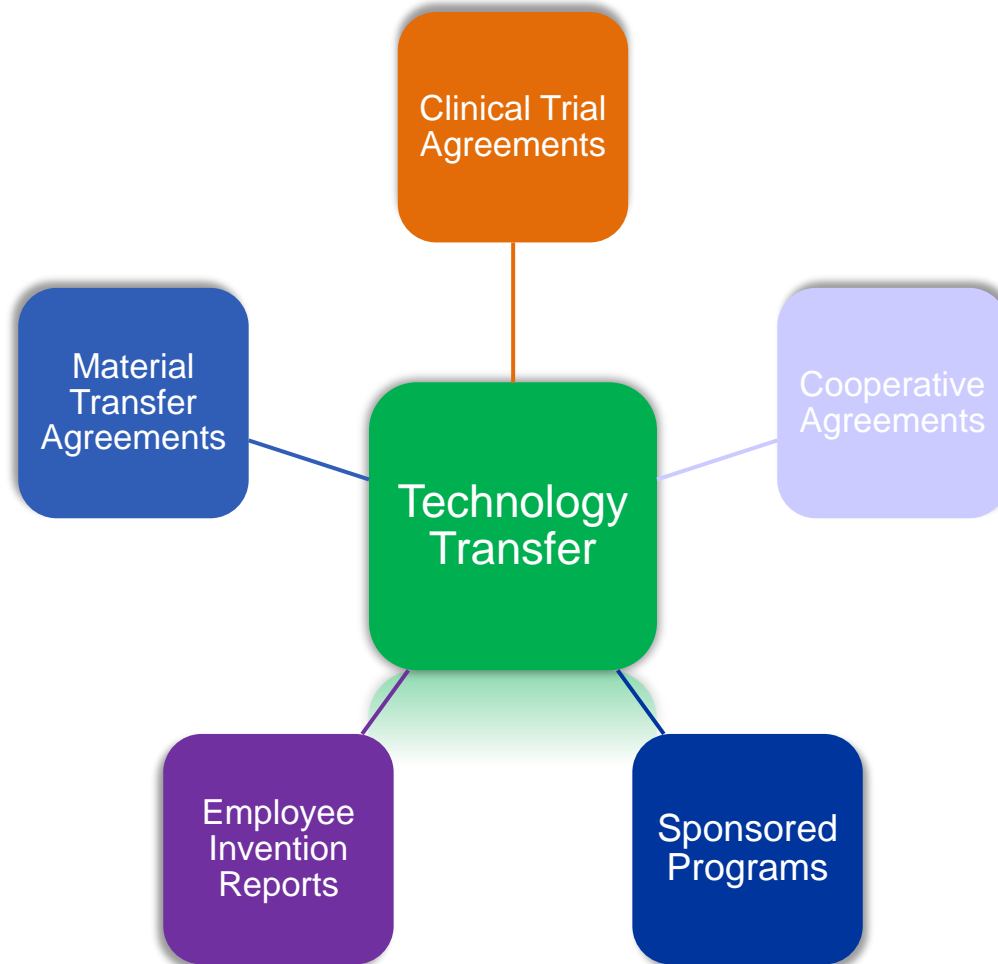 Clinical Trial
Agreements
Material
Transfer
Agreements
Cooperative
Agreements
Technology
Transfer
Employee
Invention
Reports
Sponsored
Programs